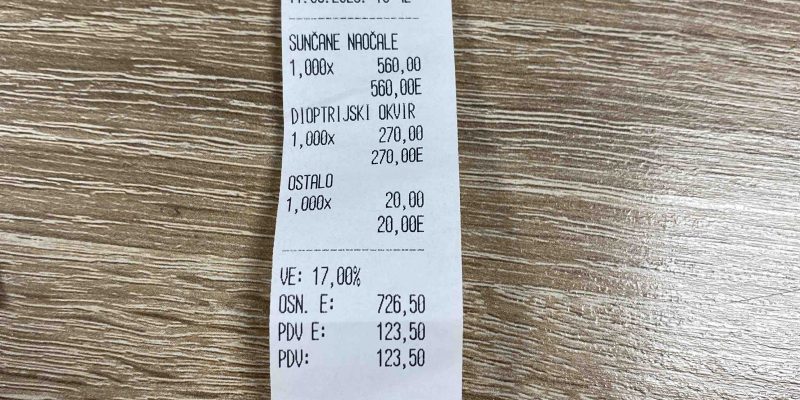 SUNČANE NAOČALE
1,000x 560,00
560,00E
DIOPTRIJSKI OKVIR
1,000x 270,00
270,00E
OSTALO
1,000x 20,00
20,00E
VE: 17,00%
OSN. E: 726,50
PDV E: 123,50
PDV: 123,50